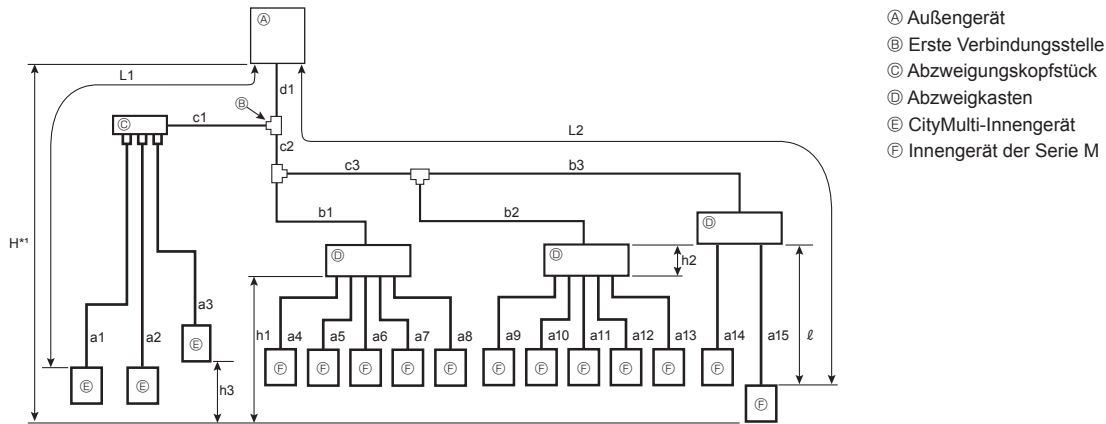 Ⓐ
Ⓐ Außengerät
Ⓑ Erste Verbindungsstelle
Ⓒ Abzweigungskopfstück
Ⓓ Abzweigkasten
Ⓔ CityMulti-Innengerät
Ⓕ Innengerät der Serie M
L1
d1
Ⓑ
Ⓒ
c1
L2
c2
c3
b3
b1
b2
Ⓓ
H*¹
Ⓓ
Ⓓ
h2
a3
h1
a1
a2
Ⓔ
a4
a5
a6
a7
a8
a9
a10
a11
a12
a13
a14
a15
ℓ
Ⓕ
Ⓕ
Ⓕ
Ⓕ
Ⓕ
Ⓕ
Ⓕ
Ⓕ
Ⓕ
Ⓕ
Ⓕ
Ⓔ
Ⓔ
h3
Ⓕ